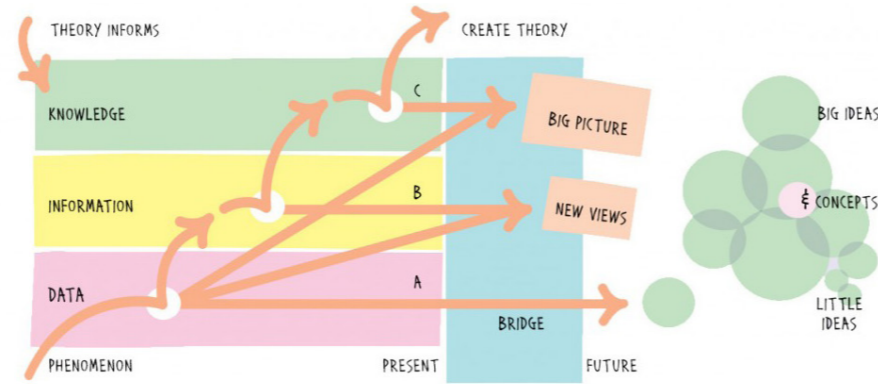 THEORY INFORMS
CREATE THEORY
KNOWLEDGE
C
BIG PICTURE
BIG IDEAS
INFORMATION
B
NEW VIEWS
& CONCEPTS
DATA
A
BRIDGE
LITTLE
IDEAS
PHENOMENON
PRESENT
FUTURE